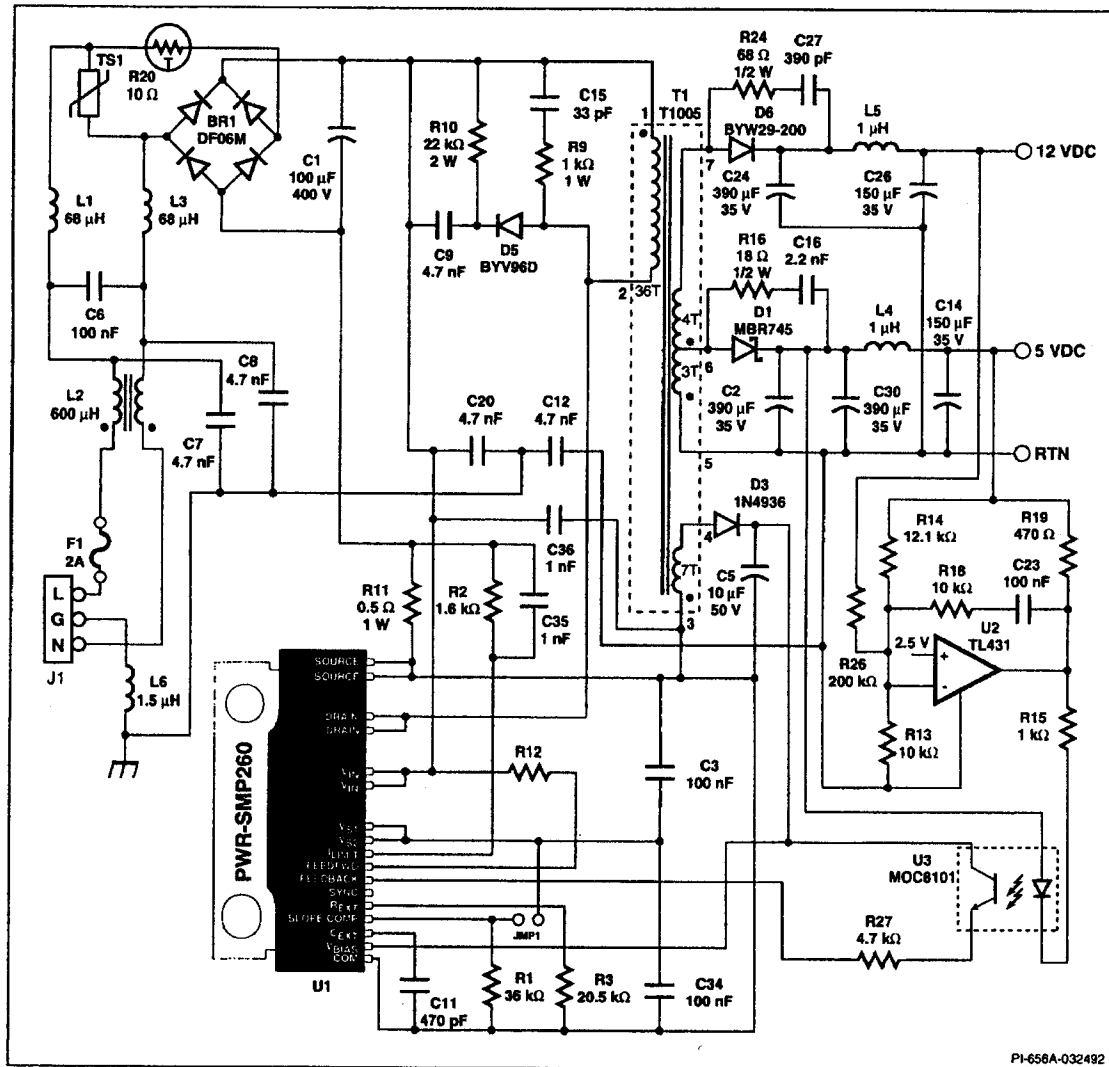 TS1
R20
10 Ω
T
BR1
DF06M
C1
100 μF
400 V
R10
22 kΩ
2 W
C15
33 pF
R9
1 kΩ
1 W
C9
4.7 nF
D5
BYV96D
T1
T1005
1
2
36T
7
4T
6
3T
5
4
7T
3
R24
68 Ω
1/2 W
C27
390 pF
D6
BYW29-200
L5
1 μH
12 VDC
C24
390 μF
35 V
C26
150 μF
35 V
R16
18 Ω
1/2 W
C16
2.2 nF
D1
MBR745
L4
1 μH
C14
150 μF
35 V
5 VDC
C2
390 μF
35 V
C30
390 μF
35 V
RTN
L1
68 μH
L3
68 μH
C6
100 nF
L2
600 μH
C8
4.7 nF
C7
4.7 nF
C20
4.7 nF
C12
4.7 nF
C36
1 nF
D3
1N4936
C5
10 μF
50 V
F1
2A
L
G
N
J1
L6
1.5 μH
R11
0.5 Ω
1 W
R2
1.6 kΩ
C35
1 nF
R14
12.1 kΩ
R19
470 Ω
R18
10 kΩ
C23
100 nF
U2
TL431
2.5 V
+
-
R26
200 kΩ
R13
10 kΩ
R15
1 kΩ
PWR-SMP260
SOURCE
SOURCE
DRAIN
DRAIN
VIN
VIN
ILIMIT
FEEDFWD
FEEDBACK
SYNC
REXT
SLOPE COMP
CEXT
VBIAS
COM
U1
R12
C3
100 nF
JMP1
C11
470 pF
R1
36 kΩ
R3
20.5 kΩ
C34
100 nF
R27
4.7 kΩ
U3
MOC8101
PI-656A-032492